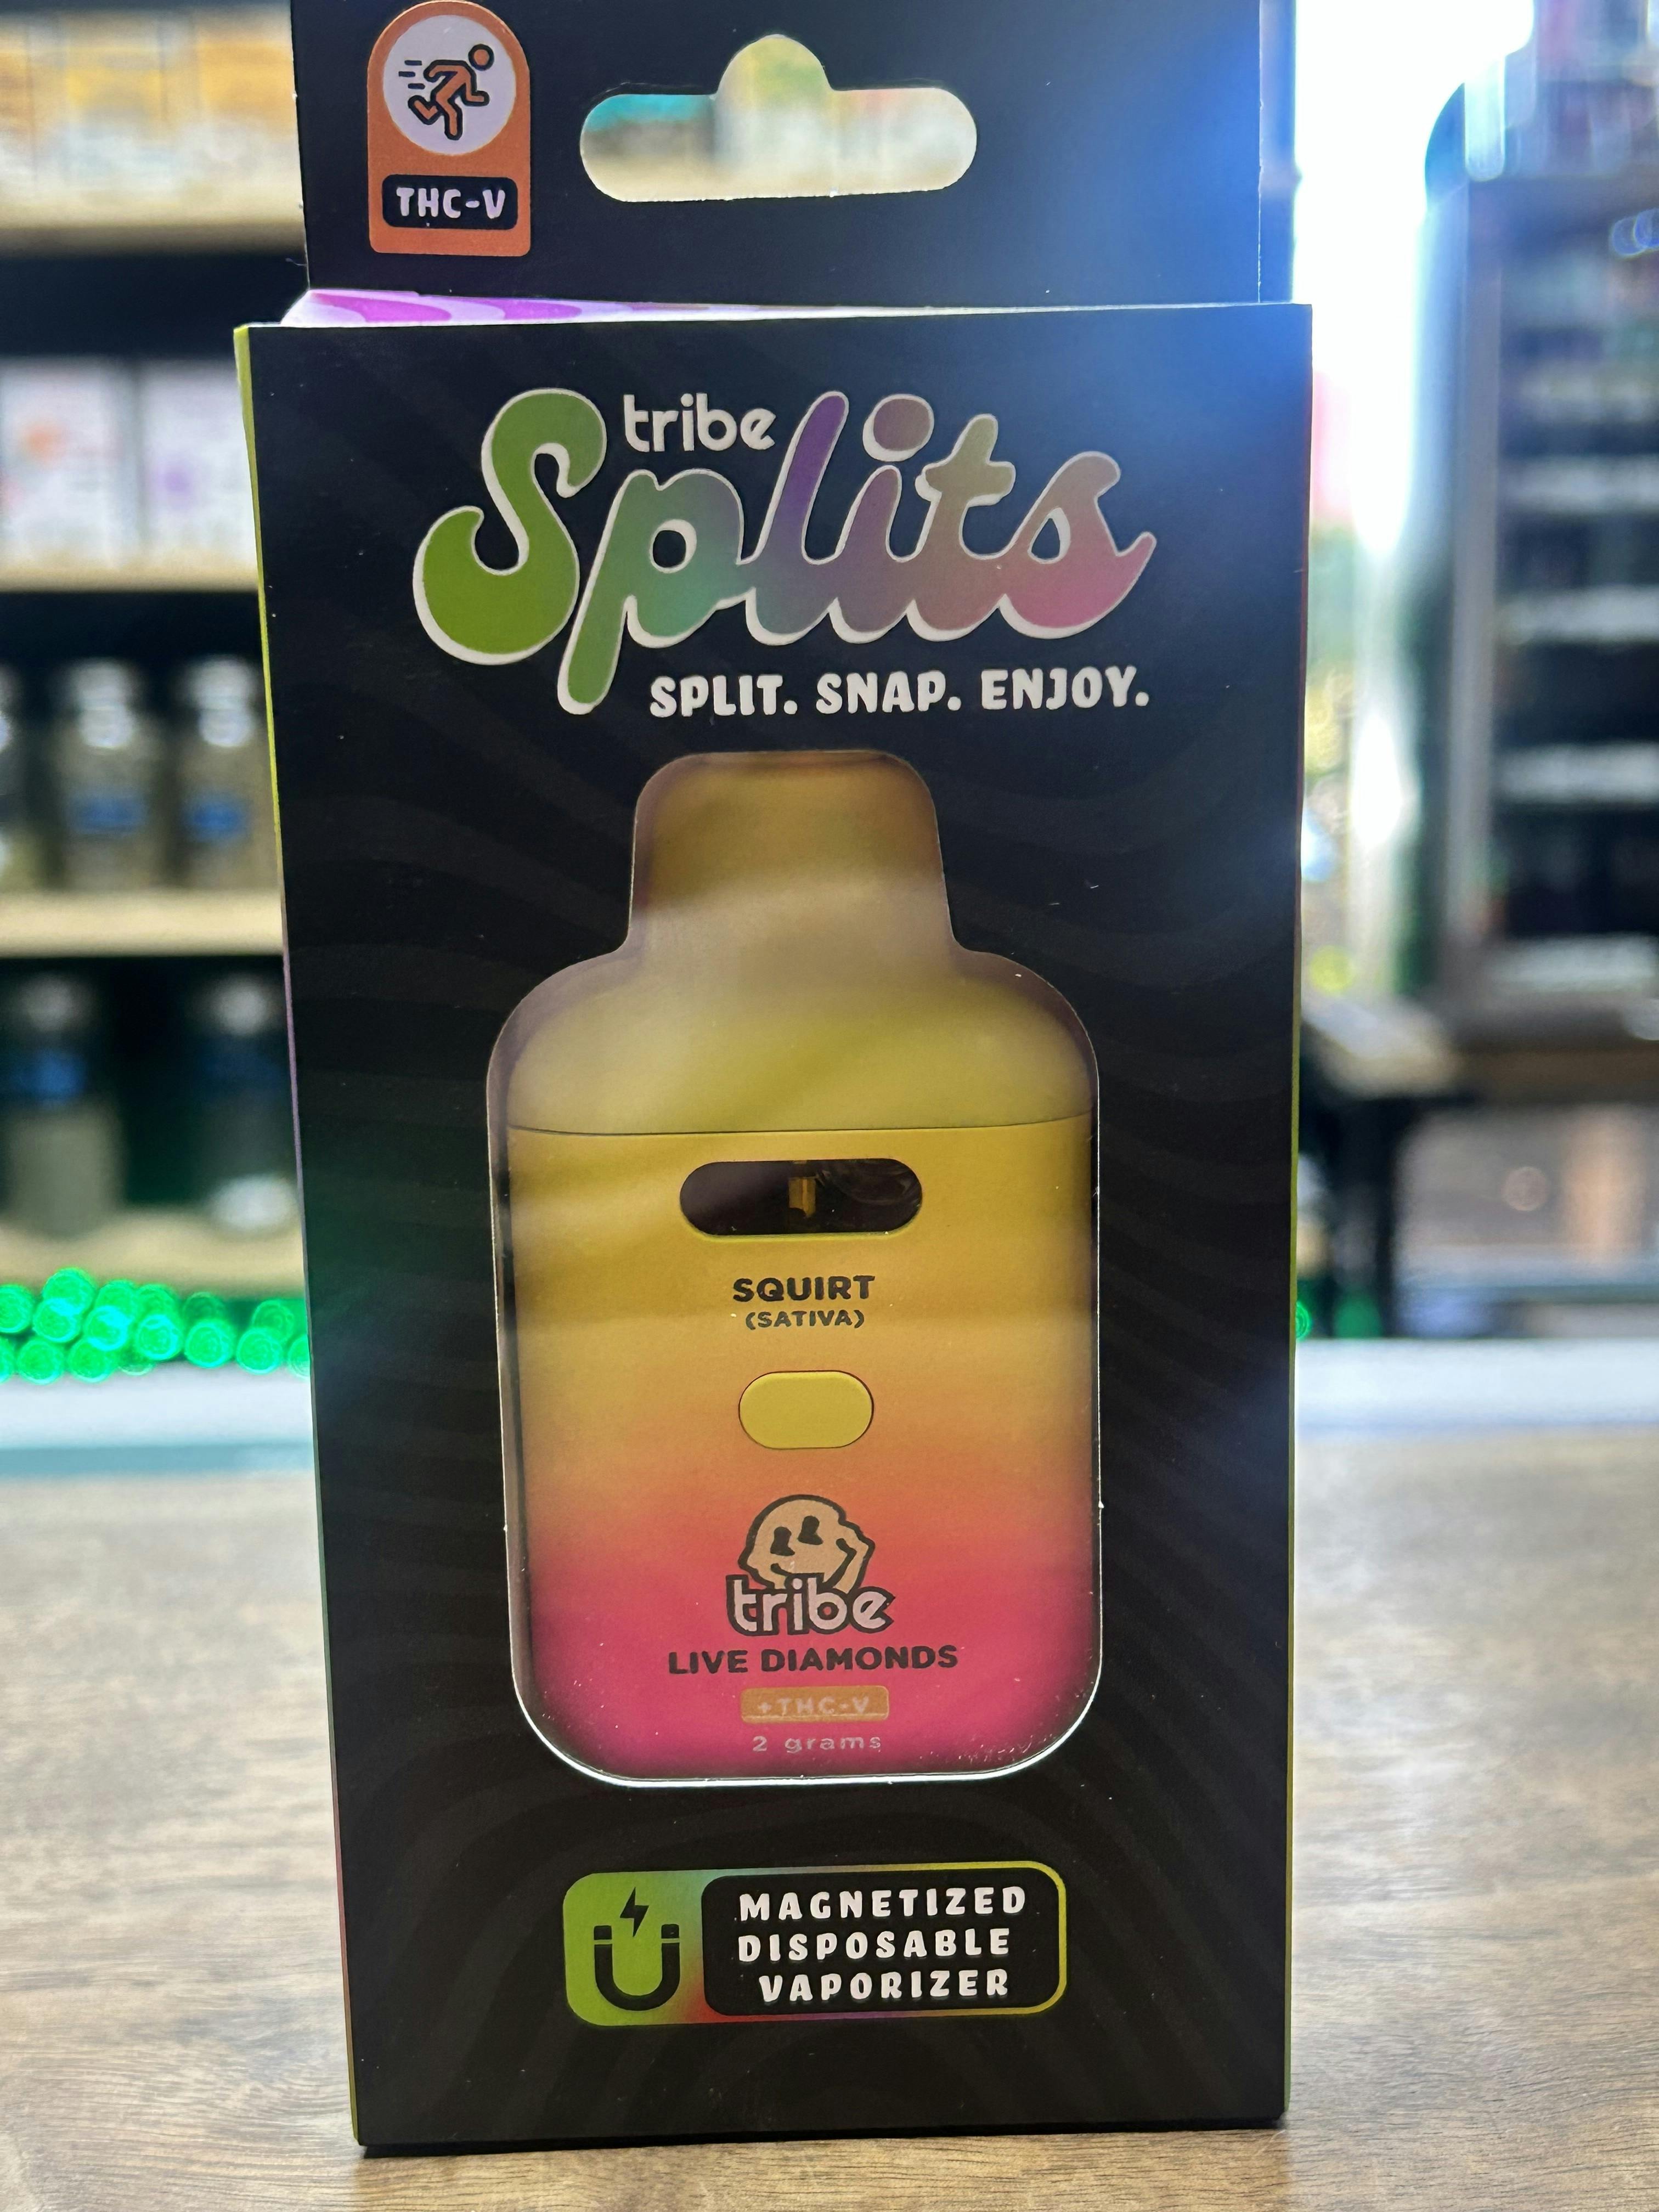 THC-V
tribe
Splits
SPLIT. SNAP. ENJOY.
SQUIRT
(SATIVA)
tribe
LIVE DIAMONDS
+THC-V
2 grams
MAGNETIZED
DISPOSABLE
VAPORIZER